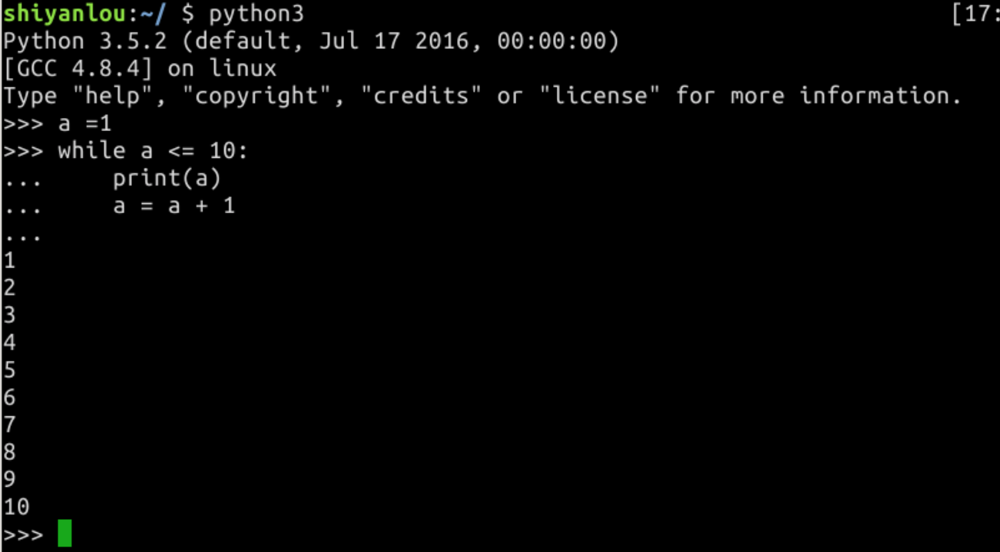 shiyanlou:~/ $ python3 [17:
Python 3.5.2 (default, Jul 17 2016, 00:00:00)
[GCC 4.8.4] on linux
Type "help", "copyright", "credits" or "license" for more information.
>>> a =1
>>> while a <= 10:
...     print(a)
...     a = a + 1
...
1
2
3
4
5
6
7
8
9
10
>>>